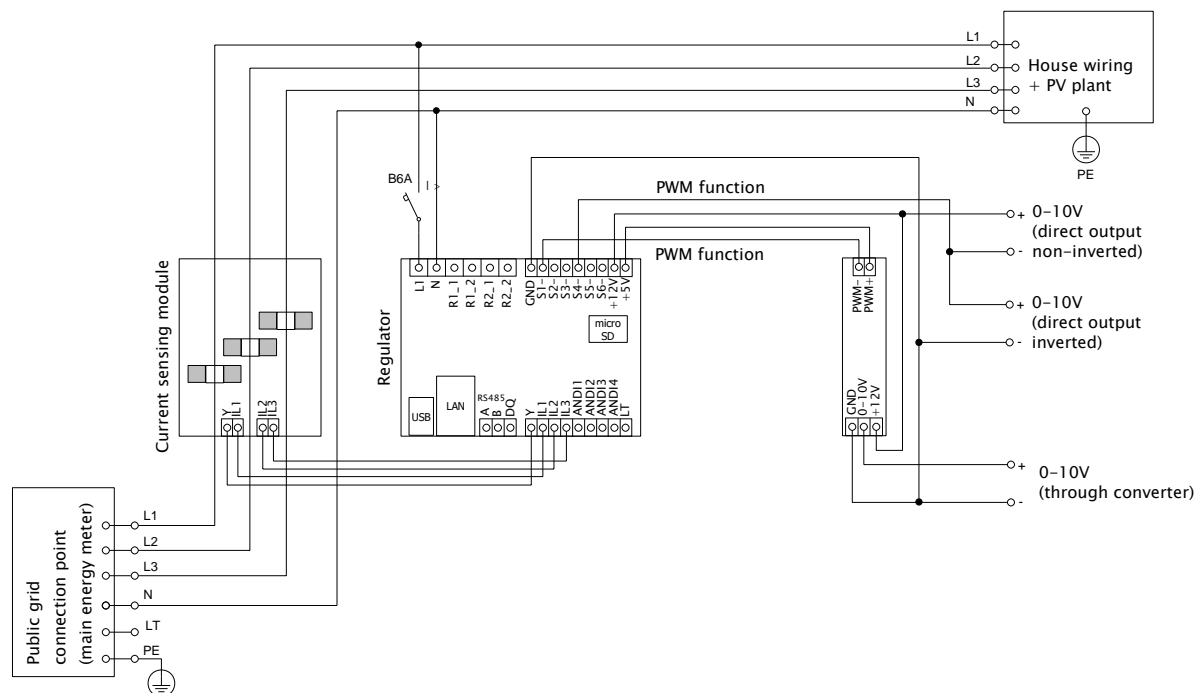 L1
L2
L3
N
House wiring
+ PV plant
PE
B6A
I >
PWM function
PWM function
+ 0-10V
(direct output
- non-inverted)
+ 0-10V
(direct output
- inverted)
Current sensing module
Y
IL1
IL2
IL3
Regulator
L1
N
R1_1
R1_2
R2_1
R2_2
GND
S1-
S2-
S3-
S4-
S5-
S6-
+12V
+5V
micro
SD
USB
LAN
RS485
A
B
DQ
Y
IL1
IL2
IL3
ANDI1
ANDI2
ANDI3
ANDI4
LT
PWM-
PWM+
GND
0-10V
+12V
+ 0-10V
(through converter)
-
Public grid
connection point
(main energy meter)
L1
L2
L3
N
LT
PE